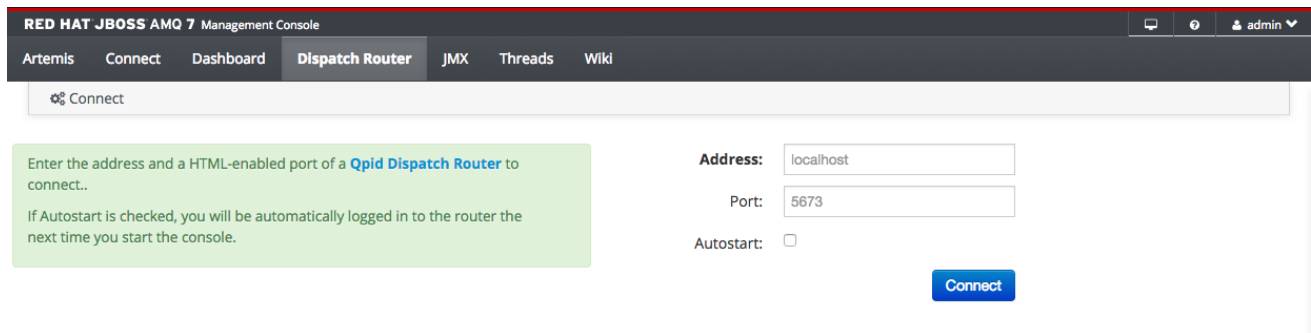 RED HAT JBOSS AMQ 7 Management Console
admin
Artemis Connect Dashboard Dispatch Router JMX Threads Wiki
Connect
Enter the address and a HTML-enabled port of a Qpid Dispatch Router to
connect..
If Autostart is checked, you will be automatically logged in to the router the
next time you start the console.
Address: localhost
Port: 5673
Autostart:
Connect